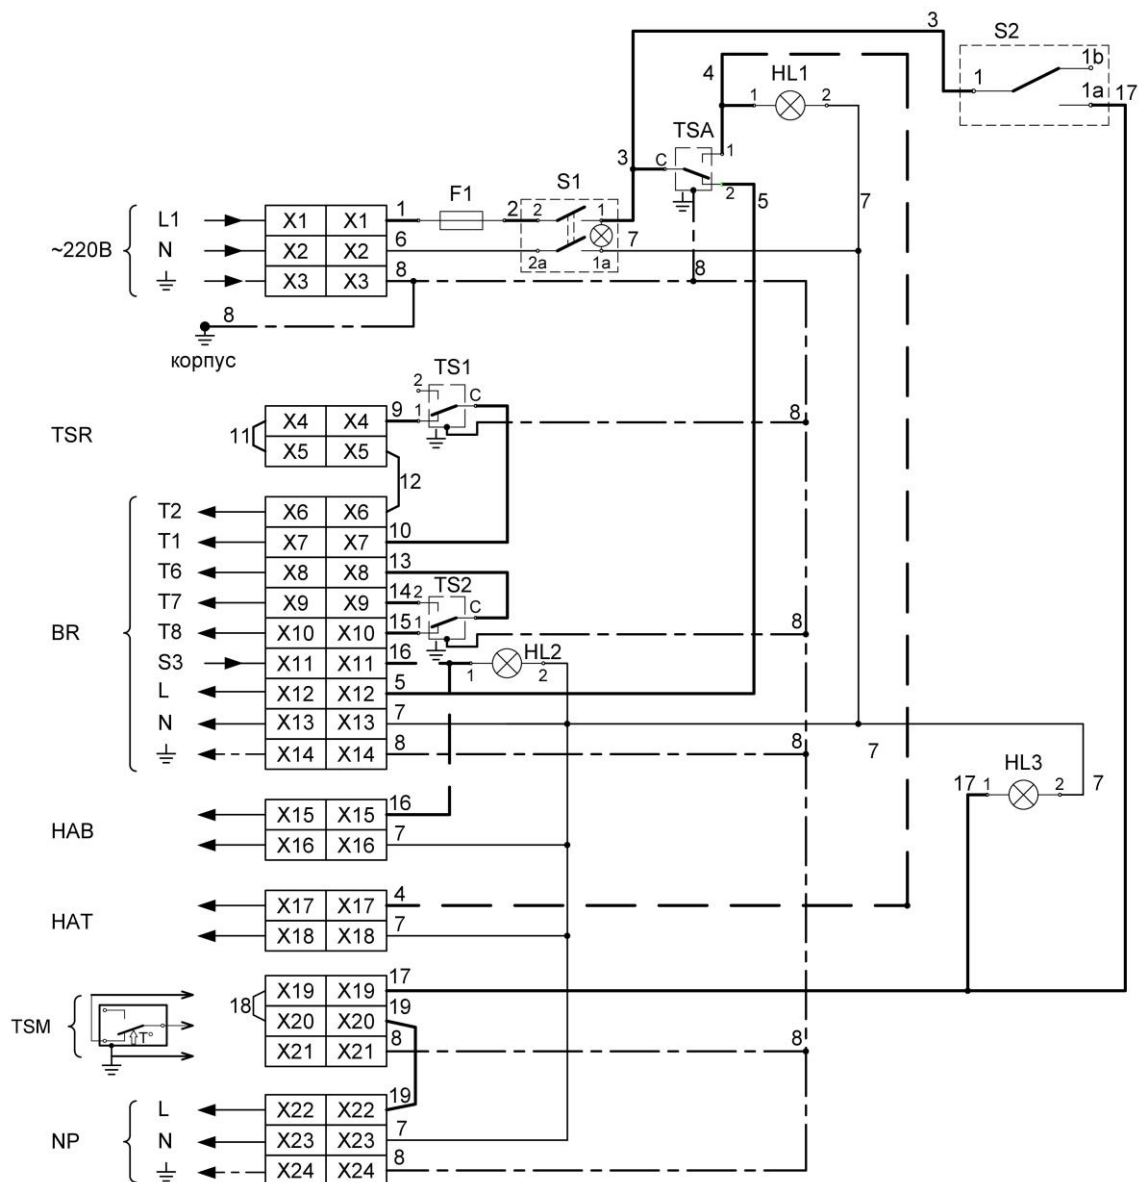 3
S2
1b
4
HL1
1
1a
17
1
2
TSA
1
3
C
F1
S1
2
5
7
L1
X1
X1
1
2
2
1
~220В
N
X2
X2
6
7
2a
1a
X3
X3
8
8
8
корпус
TS1
2
C
9
1
8
X4
X4
TSR
11
X5
X5
12
T2
X6
X6
10
T1
X7
X7
13
T6
X8
X8
TS2
14
2
T7
X9
X9
C
15
1
8
BR
T8
X10
X10
16
HL2
S3
X11
X11
1
2
5
L
X12
X12
7
N
X13
X13
8
8
7
X14
X14
HL3
17
1
2
7
16
X15
X15
HAB
7
X16
X16
4
X17
X17
HAT
7
X18
X18
17
X19
X19
18
19
TSM
X20
X20
T°
8
8
X21
X21
19
L
X22
X22
7
NP
N
X23
X23
8
X24
X24